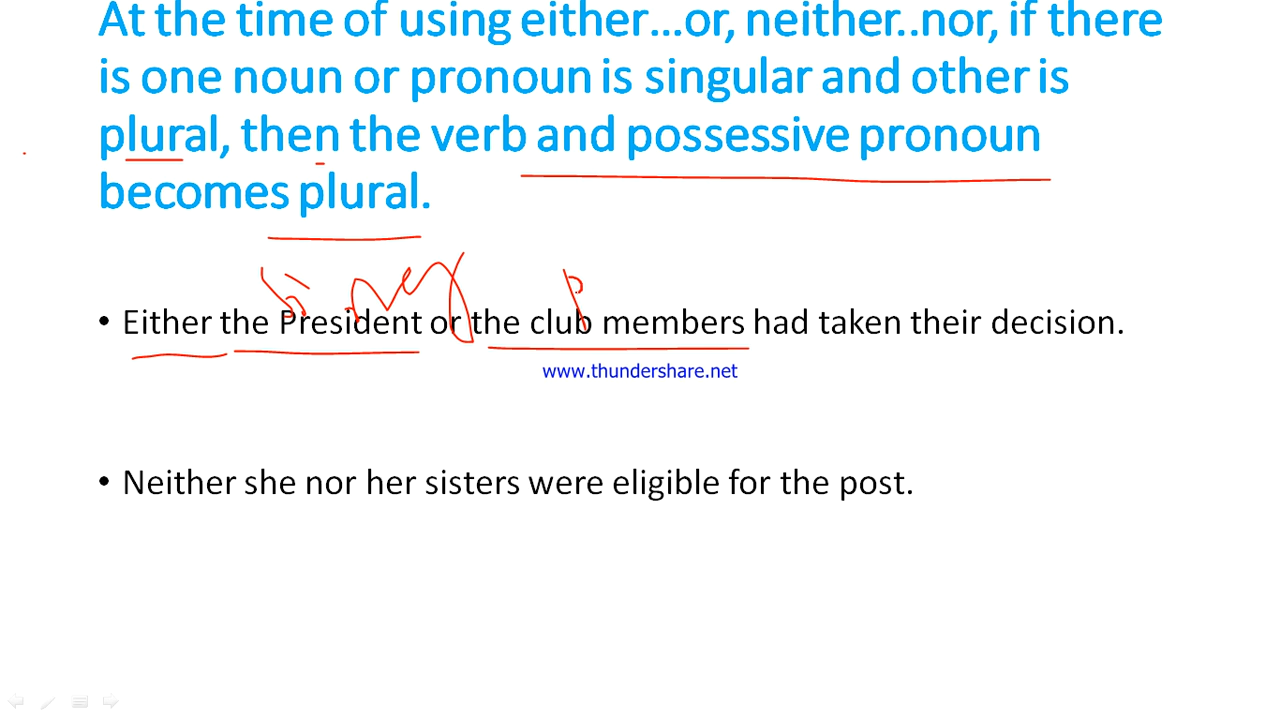 At the time of using either...or, neither..nor, if there
is one noun or pronoun is singular and other is
plural, then the verb and possessive pronoun
becomes plural.
• Either the President or the club members had taken their decision.
www.thundershare.net
• Neither she nor her sisters were eligible for the post.